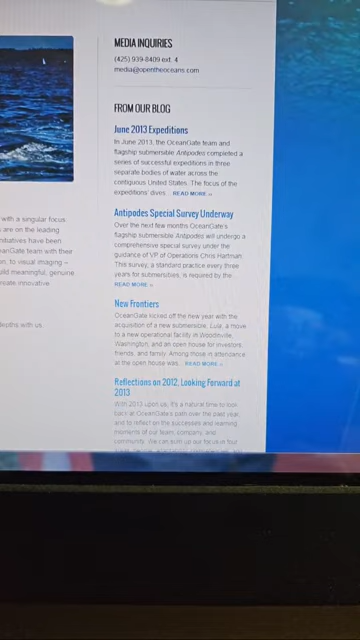 MEDIA INQUIRIES
(425) 939-8409 ext. 4
media@opentheoceans.com
FROM OUR BLOG
June 2013 Expeditions
In June, 2013, the OceanGate team and
flagship submersible Antipodes completed a
series of successful expeditions in three
separate bodies of water across the
contiguous United States. The focus of the
expeditions' dives... READ MORE »
Antipodes Special Survey Underway
Over the next few months OceanGate's
flagship submersible Antipodes will undergo a
comprehensive special survey under the
guidance of VP of Operations Chris Hartman.
This survey, a standard practice every three
years for submersibles, is required by the...
READ MORE »
New Frontiers
OceanGate kicked off the new year with the
acquisition of a new submersible, Lula, a move
to a new operational facility in Woodinville,
Washington, and an open house for investors,
friends, and family. Among those in attendance
at the open house was... READ MORE »
Reflections on 2012, Looking Forward at
2013
With 2013 upon us, it's a natural time to look
back at OceanGate's path over the past year,
and to reflect on the successes and learning
moments of our team, company, and
community. We can sum up our focus in four
with a singular focus
are on the leading
initiatives have been
eanGate team with their
on, to visual imaging –
uild meaningful, genuine
create innovative
depths with us.